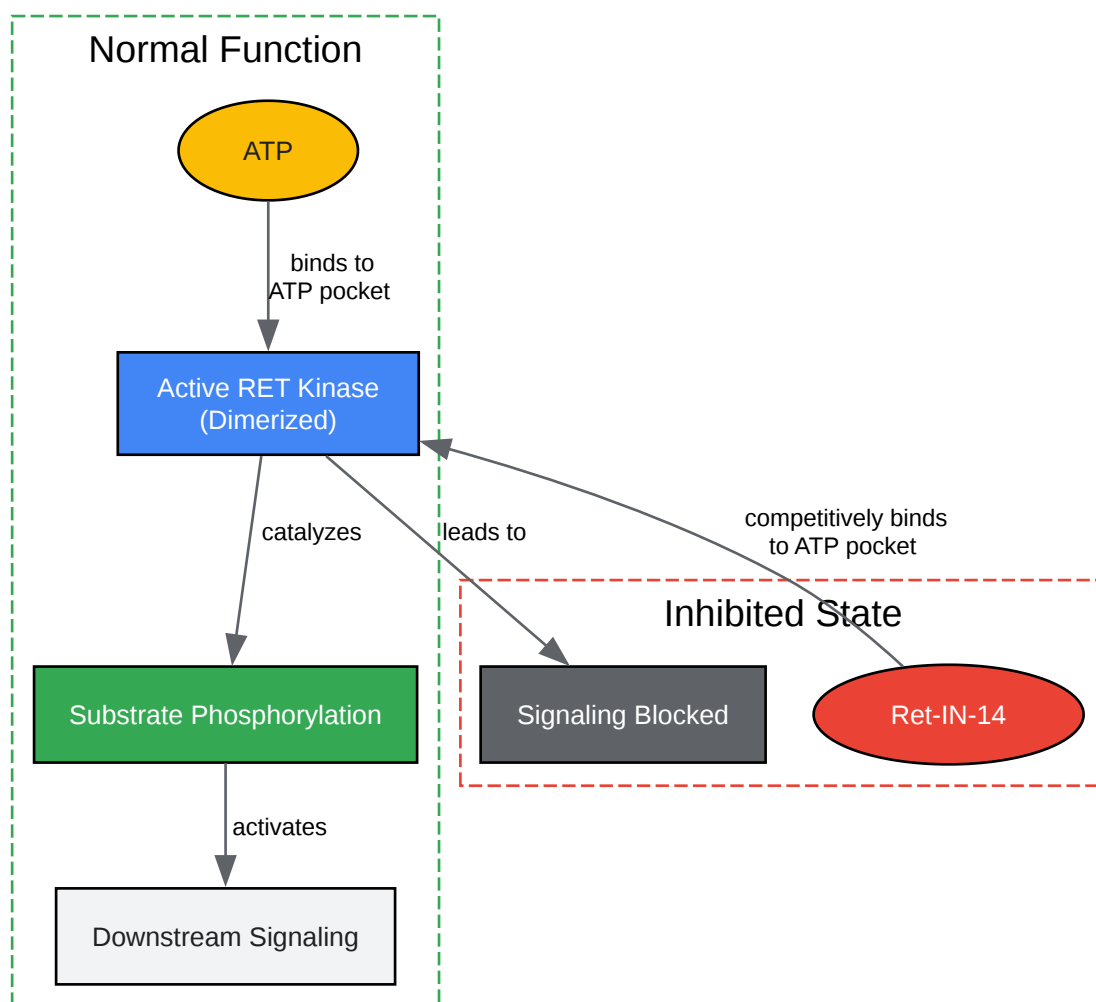 Normal Function
ATP
binds to
ATP pocket
Active RET Kinase
(Dimerized)
catalyzes
leads to
competitively binds
to ATP pocket
Inhibited State
Substrate Phosphorylation
Signaling Blocked
Ret-IN-14
activates
Downstream Signaling